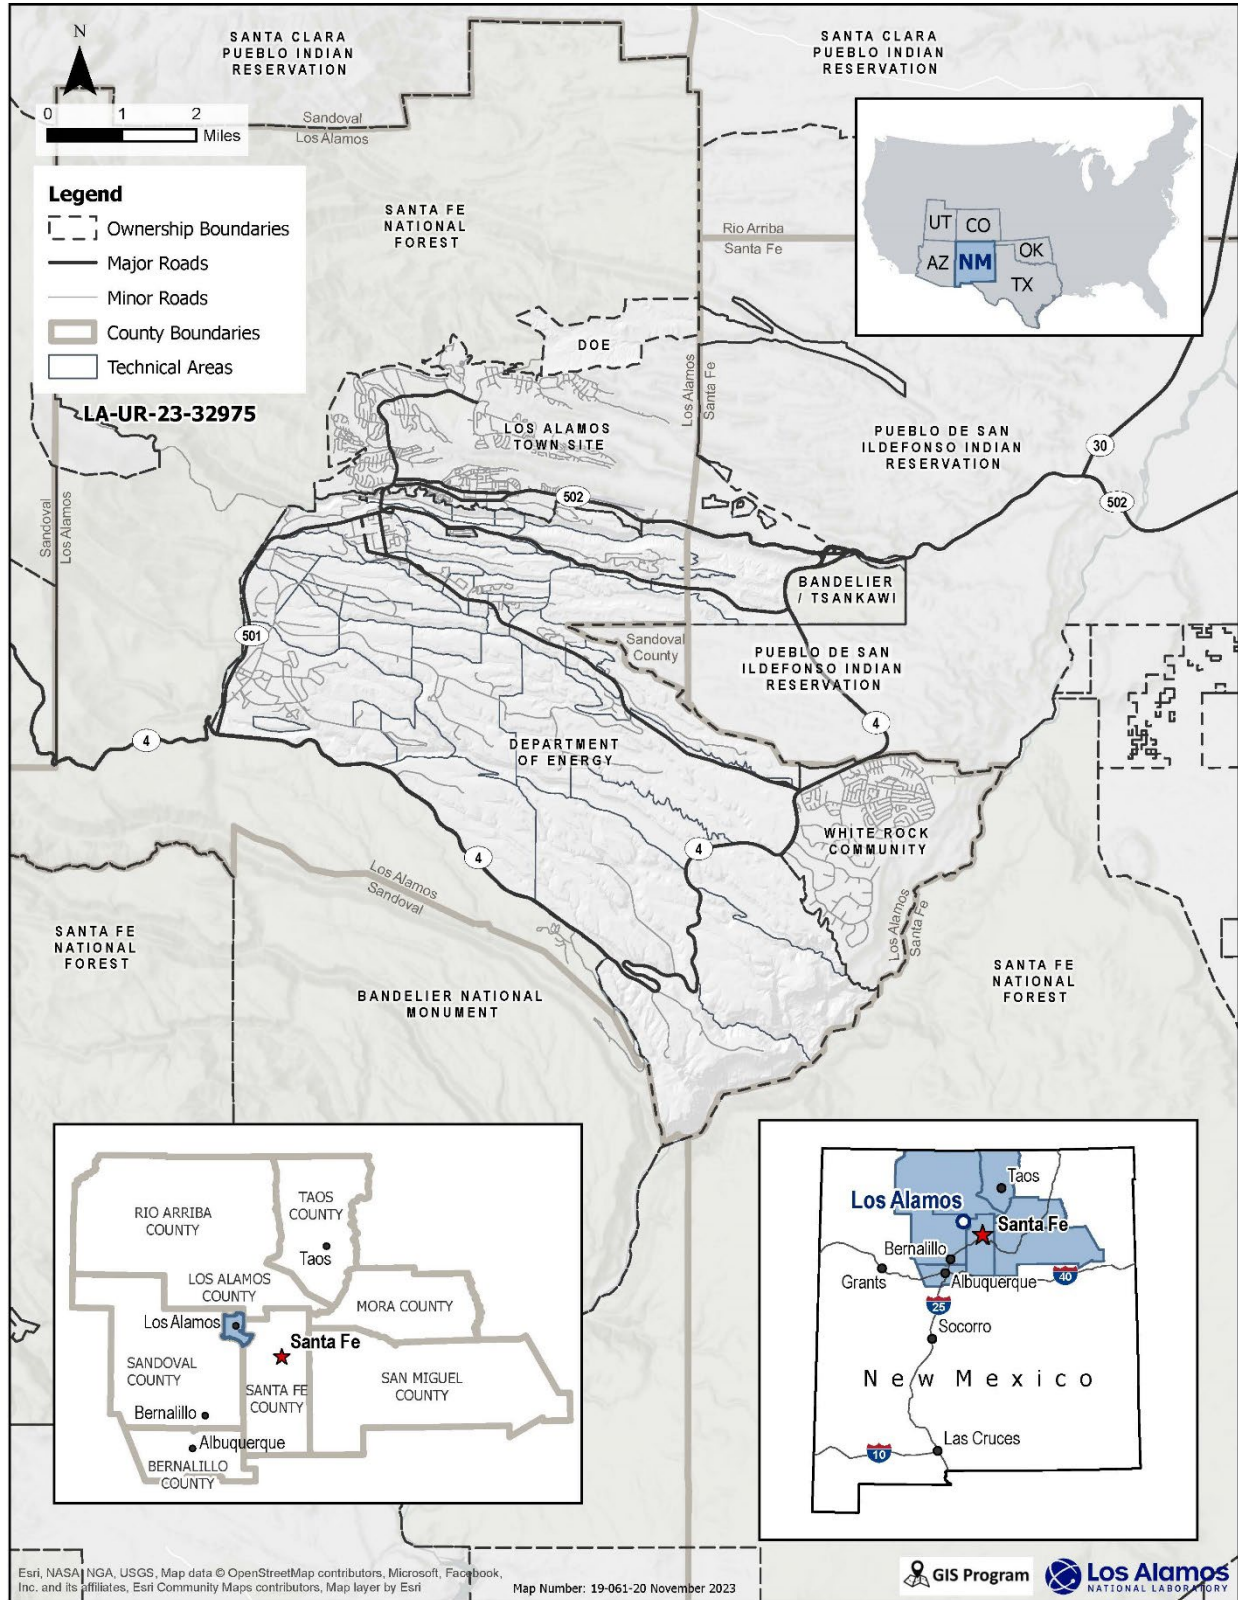 SANTA CLARA
PUEBLO INDIAN
RESERVATION
SANTA CLARA
PUEBLO INDIAN
RESERVATION
N
0 1 2
Miles
Sandoval
Los Alamos
Legend
Ownership Boundaries
Major Roads
Minor Roads
County Boundaries
Technical Areas
LA-UR-23-32975
SANTA FE
NATIONAL
FOREST
Rio Arriba
Santa Fe
UT
CO
AZ
NM
OK
TX
DOE
Los Alamos
Santa Fe
LOS ALAMOS
TOWN SITE
PUEBLO DE SAN
ILDEFONSO INDIAN
RESERVATION
30
502
502
Sandoval
Los Alamos
BANDELIER
/ TSANKAWI
501
Sandoval
County
PUEBLO DE SAN
ILDEFONSO INDIAN
RESERVATION
4
4
DEPARTMENT
OF ENERGY
WHITE ROCK
COMMUNITY
4
4
Los Alamos
Sandoval
Los Alamos
Santa Fe
SANTA FE
NATIONAL
FOREST
BANDELIER NATIONAL
MONUMENT
SANTA FE
NATIONAL
FOREST
RIO ARRIBA
COUNTY
TAOS
COUNTY
Taos
LOS ALAMOS
COUNTY
MORA COUNTY
Los Alamos
Santa Fe
SANDOVAL
COUNTY
SANTA FE
COUNTY
SAN MIGUEL
COUNTY
Bernalillo
Albuquerque
BERNALILLO
COUNTY
Taos
Los Alamos
Santa Fe
Bernalillo
Grants
Albuquerque
40
25
Socorro
New Mexico
Las Cruces
10
Esri, NASA, NGA, USGS, Map data © OpenStreetMap contributors, Microsoft, Facebook,
Inc. and its affiliates, Esri Community Maps contributors, Map layer by Esri
Map Number: 19-061-20 November 2023
GIS Program
Los Alamos
NATIONAL LABORATORY